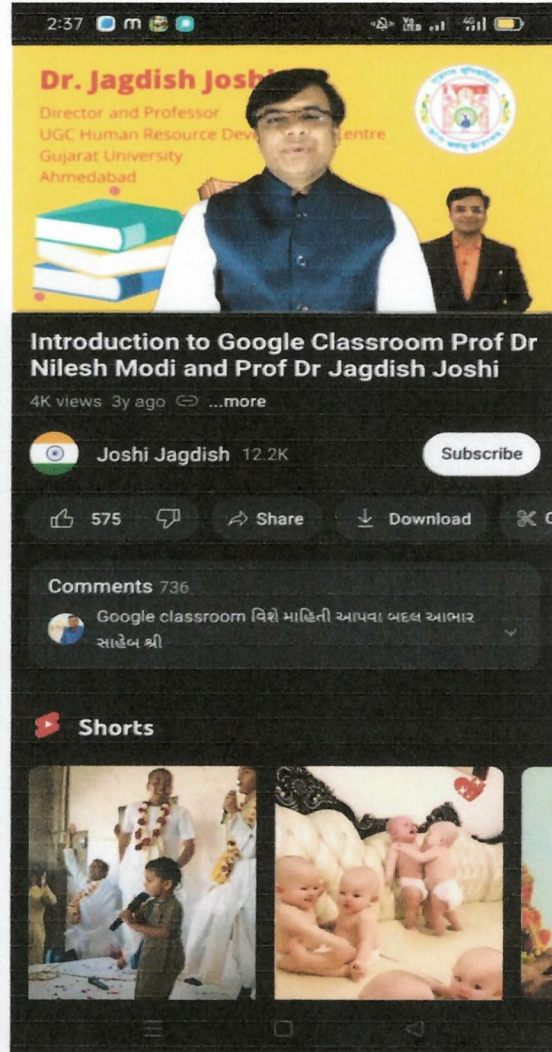 2:37
4G
Dr. Jagdish Joshi
Director and Professor
UGC Human Resource Dev entre
Gujarat University
Ahmedabad
Introduction to Google Classroom Prof Dr
Nilesh Modi and Prof Dr Jagdish Joshi
4K views 3y ago ...more
Joshi Jagdish 12.2K
Subscribe
575
Share
Download
Comments 736
Google classroom વિશે માહિતી આપવા બદલ આભાર
સાહેબ શ્રી
Shorts